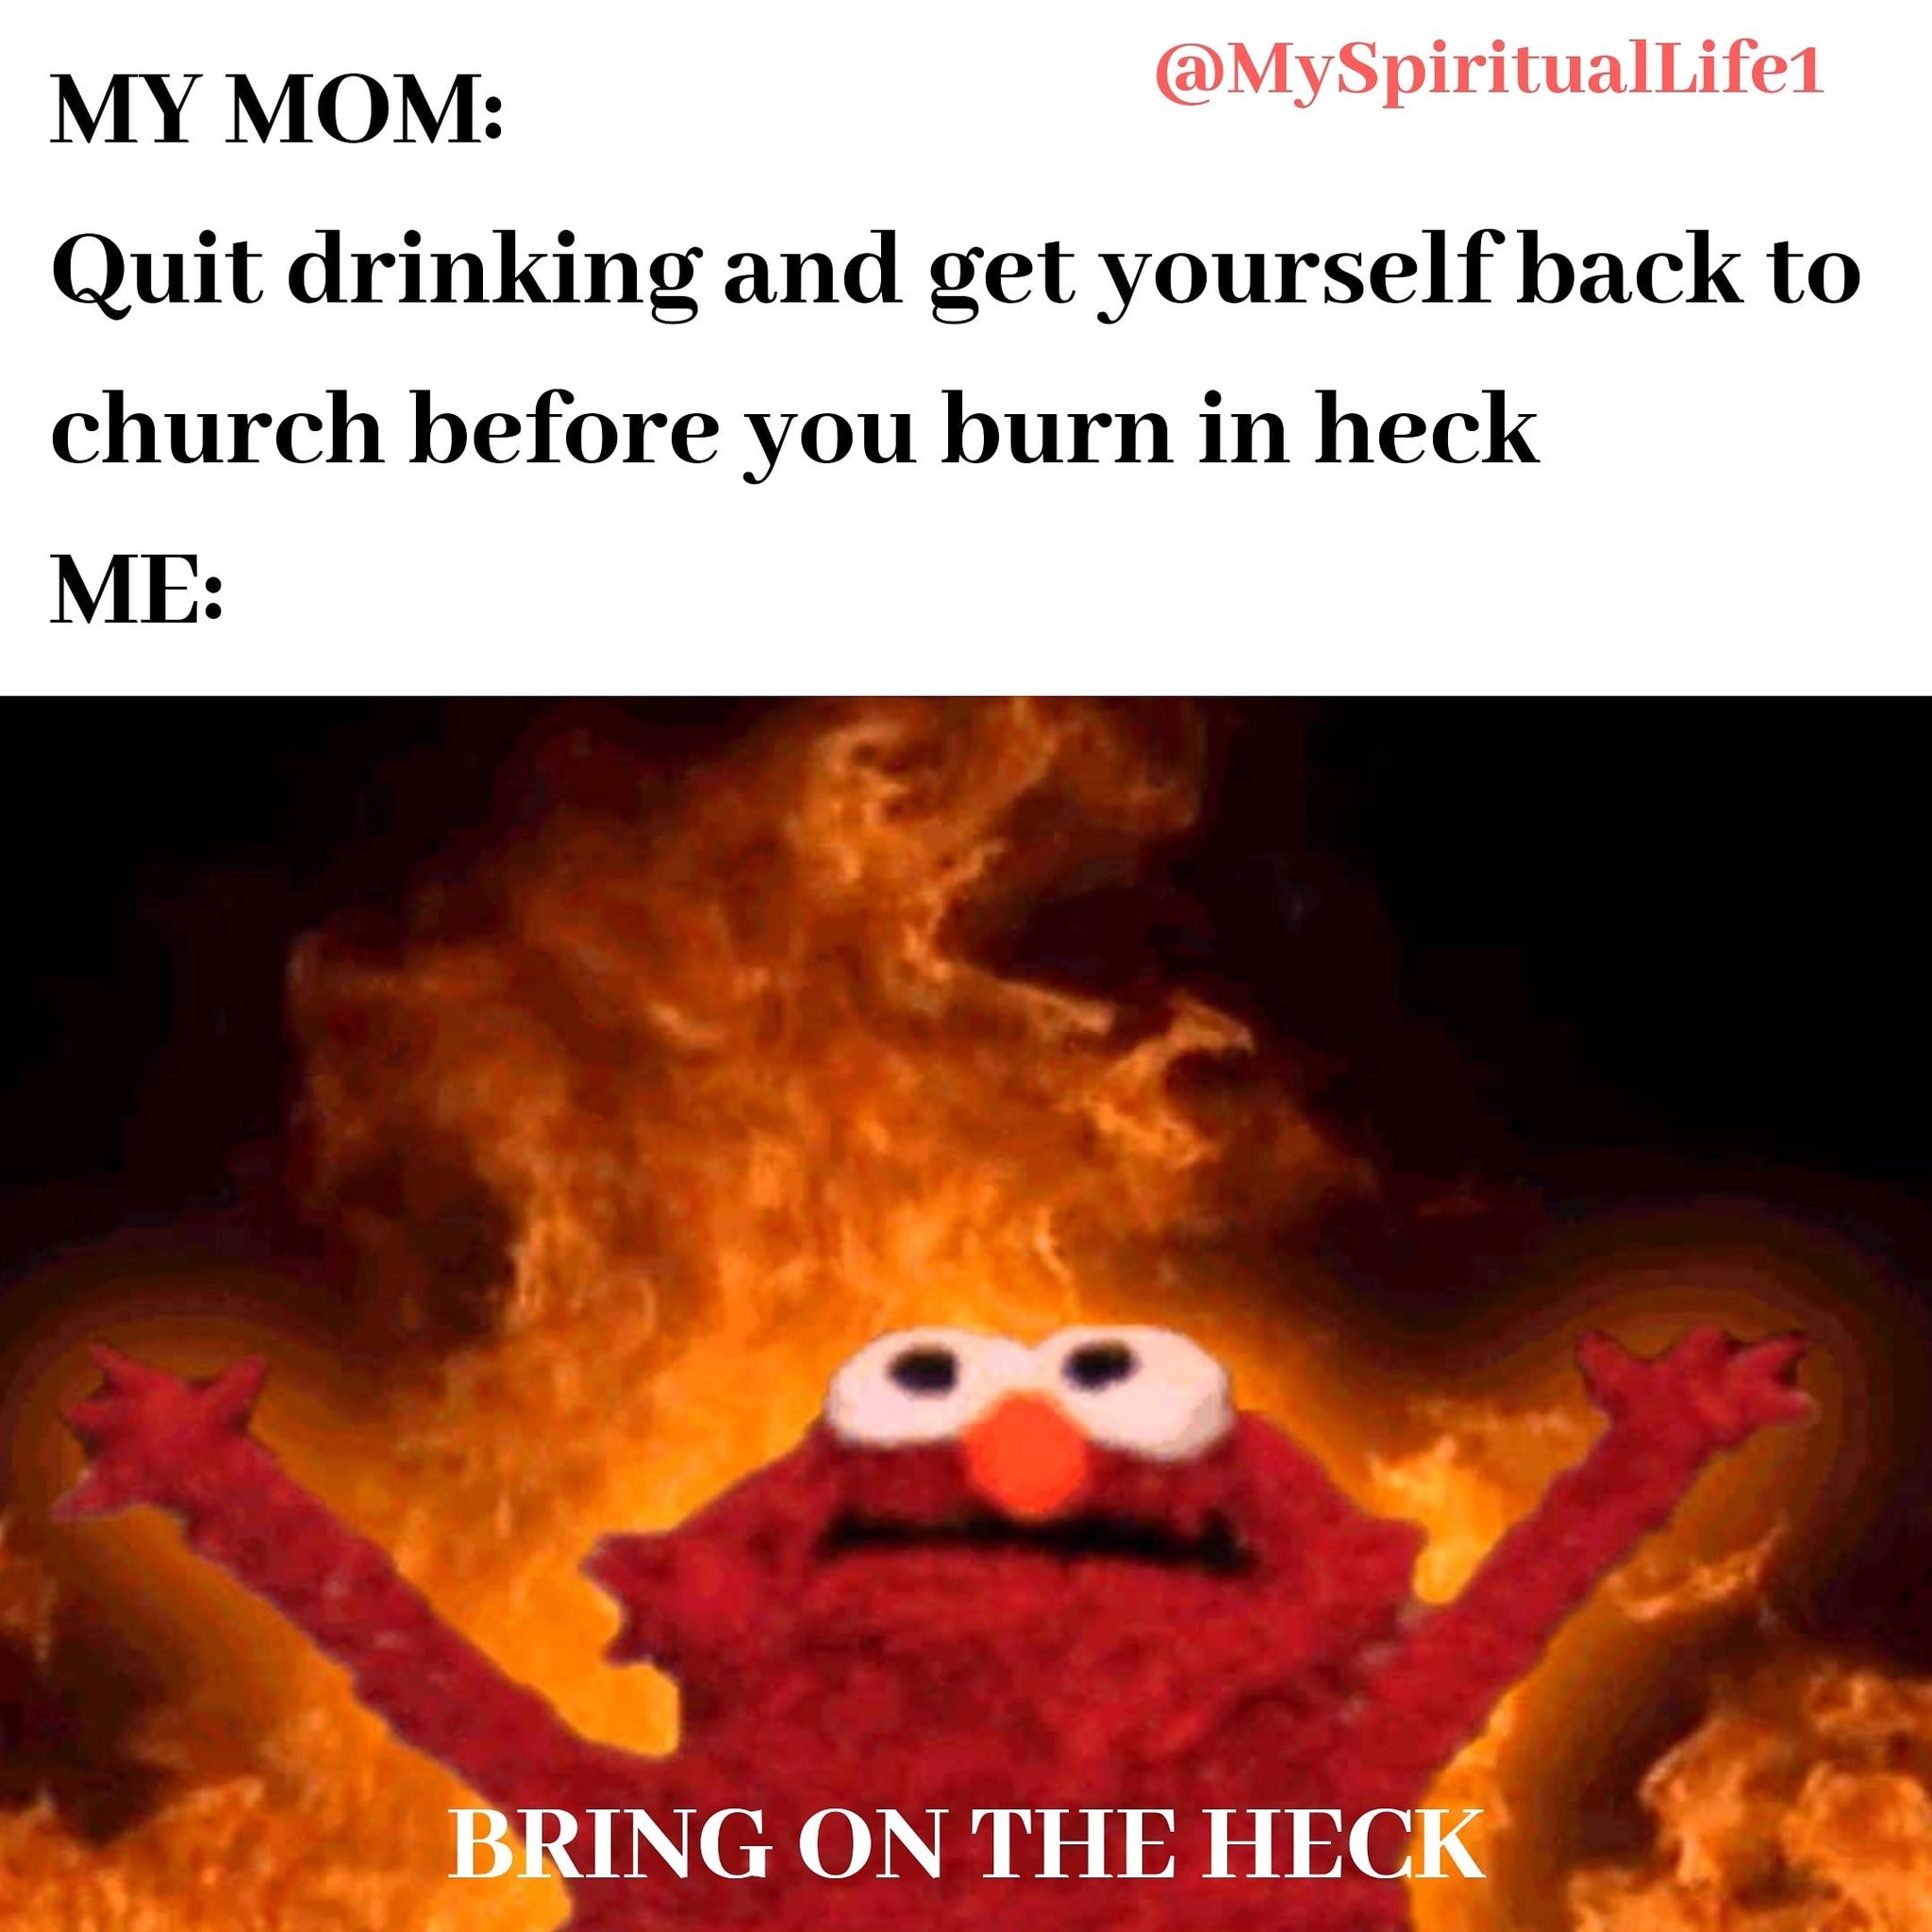 @MySpiritualLife1
MY MOM:
Quit drinking and get yourself back to
church before you burn in heck
ME:
BRING ON THE HECK